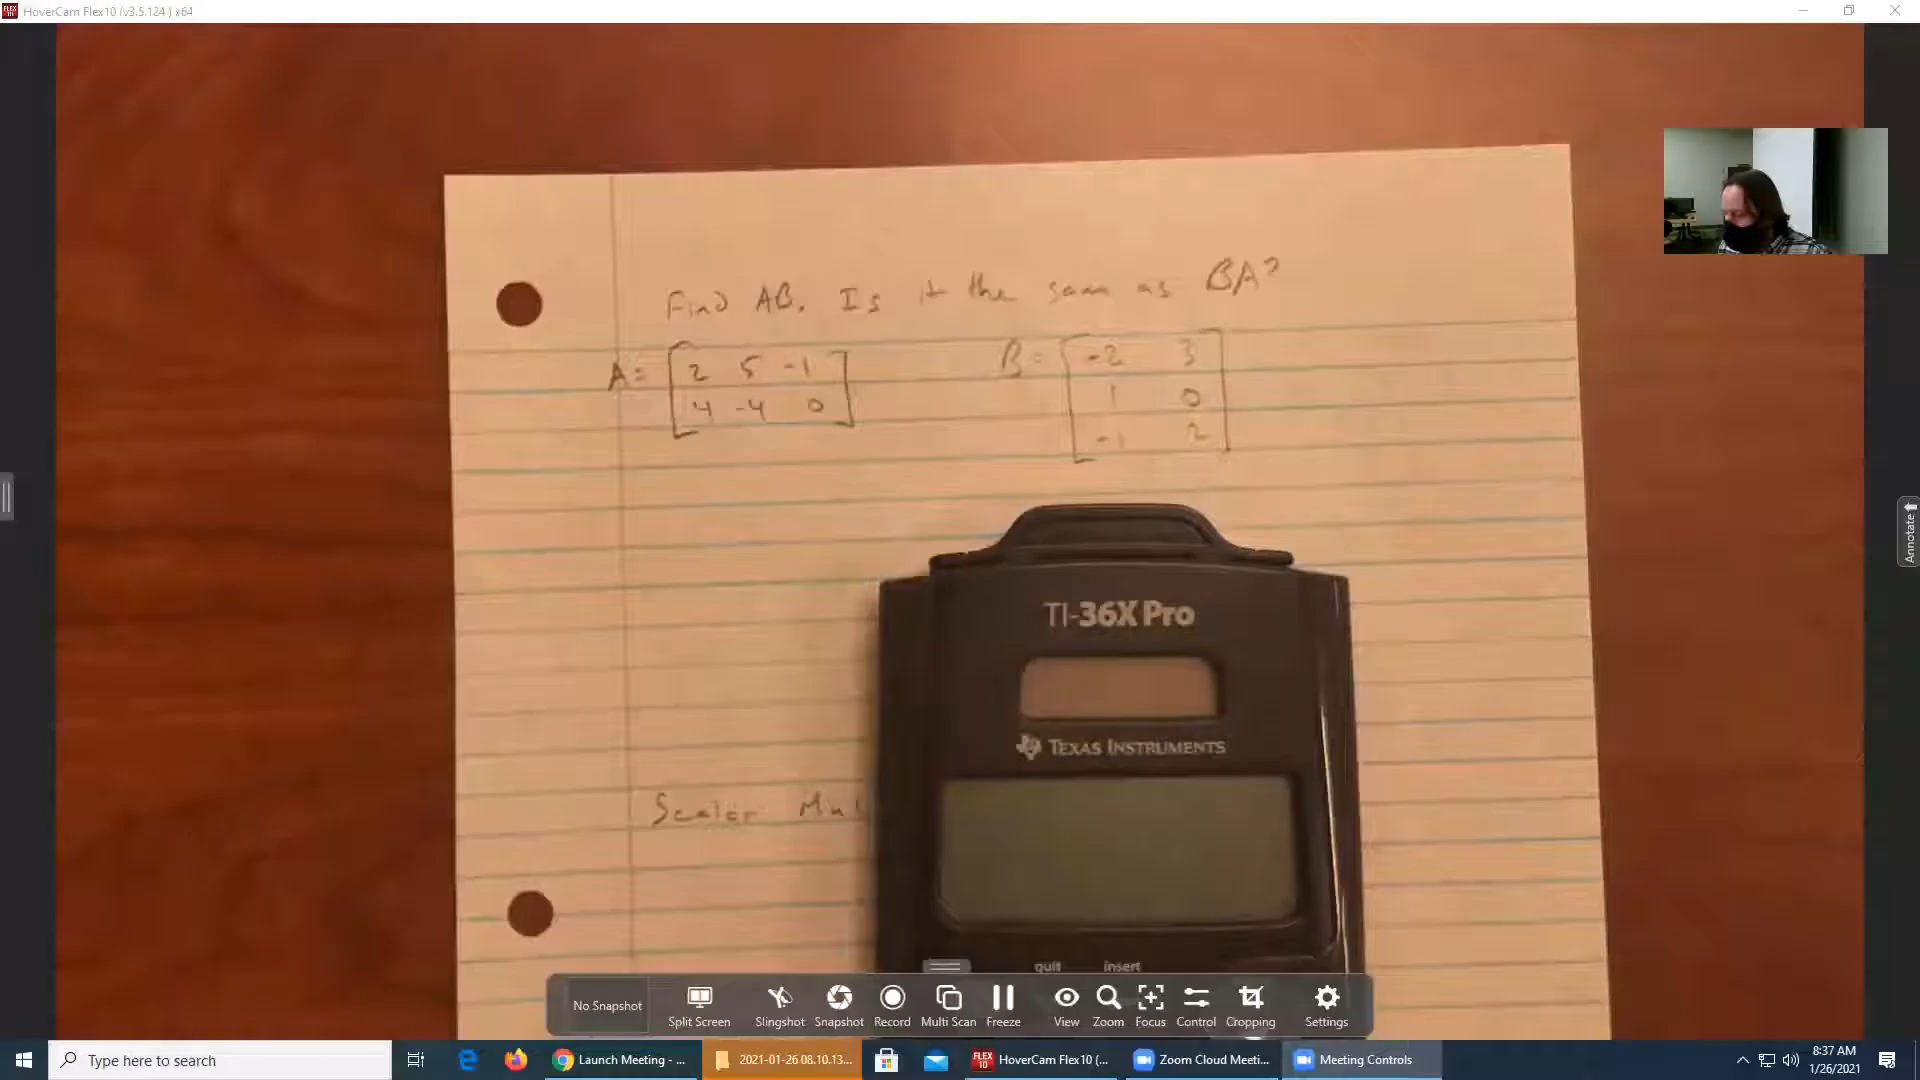 HoverCam Flex10 (v3.5.124 ) x64
Find AB. Is it the sam as BA?
A= [2 5 -1
4 -4 0]
B= [-2 3
1 0
-1 2]
TI-36X Pro
TEXAS INSTRUMENTS
Scalar Mul
quit insert
No Snapshot Split Screen Slingshot Snapshot Record Multi Scan Freeze View Zoom Focus Control Cropping Settings
Annotate
Type here to search
Launch Meeting - ...
2021-01-26 08.10.13...
FLEX 10
HoverCam Flex10 (...
Zoom Cloud Meeti...
Meeting Controls
8:37 AM
1/26/2021